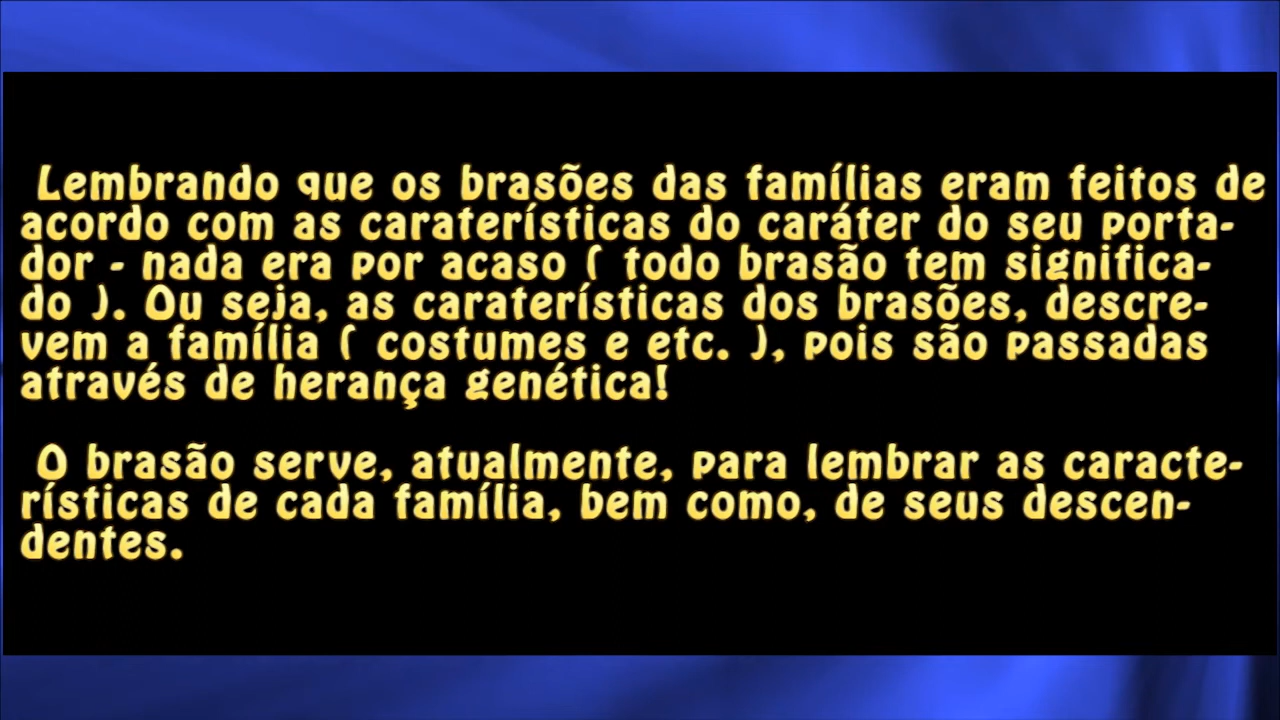 Lembrando que os brasões das famílias eram feitos de
acordo com as caraterísticas do caráter do seu porta-
dor - nada era por acaso ( todo brasão tem significa-
do ). Ou seja, as caraterísticas dos brasões, descre-
vem a família ( costumes e etc. ), pois são passadas
através de herança genética!
O brasão serve, atualmente, para lembrar as caracte-
rísticas de cada família, bem como, de seus descen-
dentes.